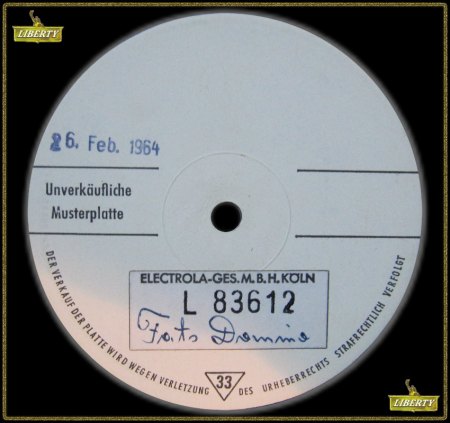 LIBERTY
26. Feb. 1964
Unverkäufliche
Musterplatte
ELECTROLA-GES.M.B.H.KÖLN
L 83612
Fats Domino
DER VERKAUF DER PLATTE WIRD WEGEN VERLETZUNG DES URHEBERRECHTS STRAFRECHTLICH VERFOLGT
33
LIBERTY